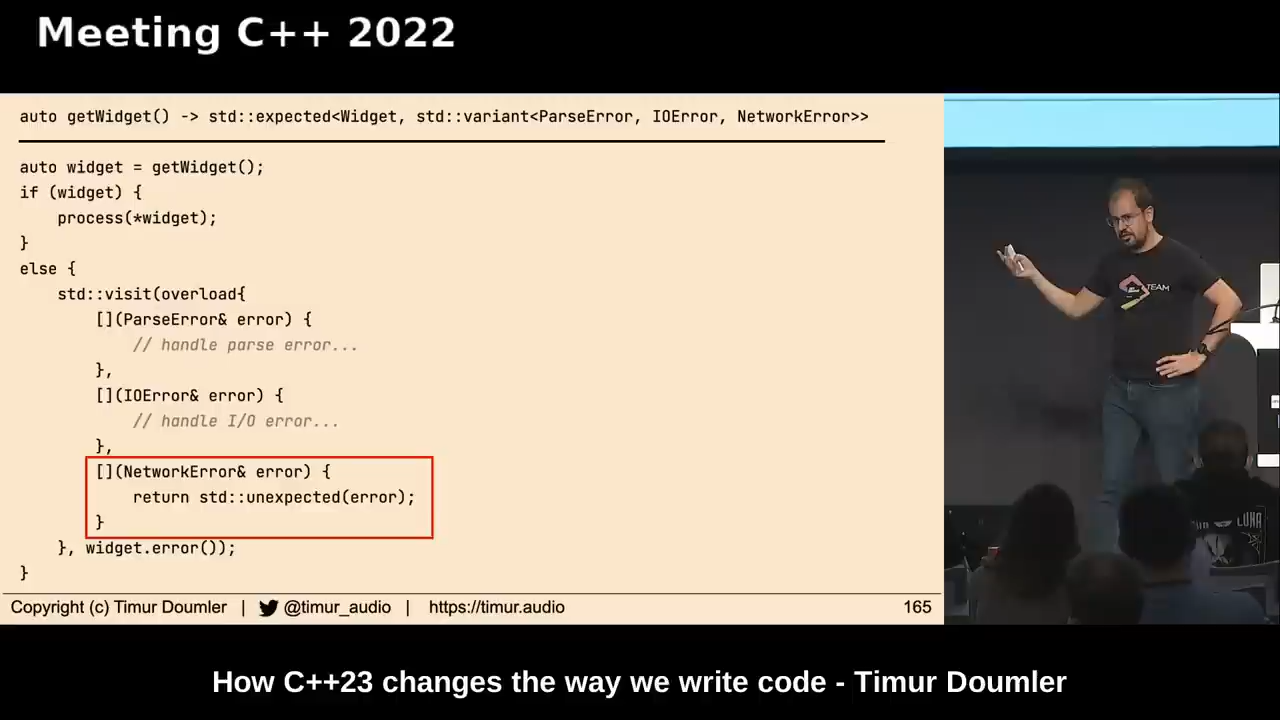 Meeting C++ 2022
auto getWidget() -> std::expected<Widget, std::variant<ParseError, IOError, NetworkError>>
auto widget = getWidget();
if (widget) {
    process(*widget);
}
else {
    std::visit(overload{
        [](ParseError& error) {
            // handle parse error...
        },
        [](IOError& error) {
            // handle I/O error...
        },
        [](NetworkError& error) {
            return std::unexpected(error);
        }
    }, widget.error());
}
Copyright (c) Timur Doumler | @timur_audio | https://timur.audio 165
TEAM
LUNA
How C++23 changes the way we write code - Timur Doumler